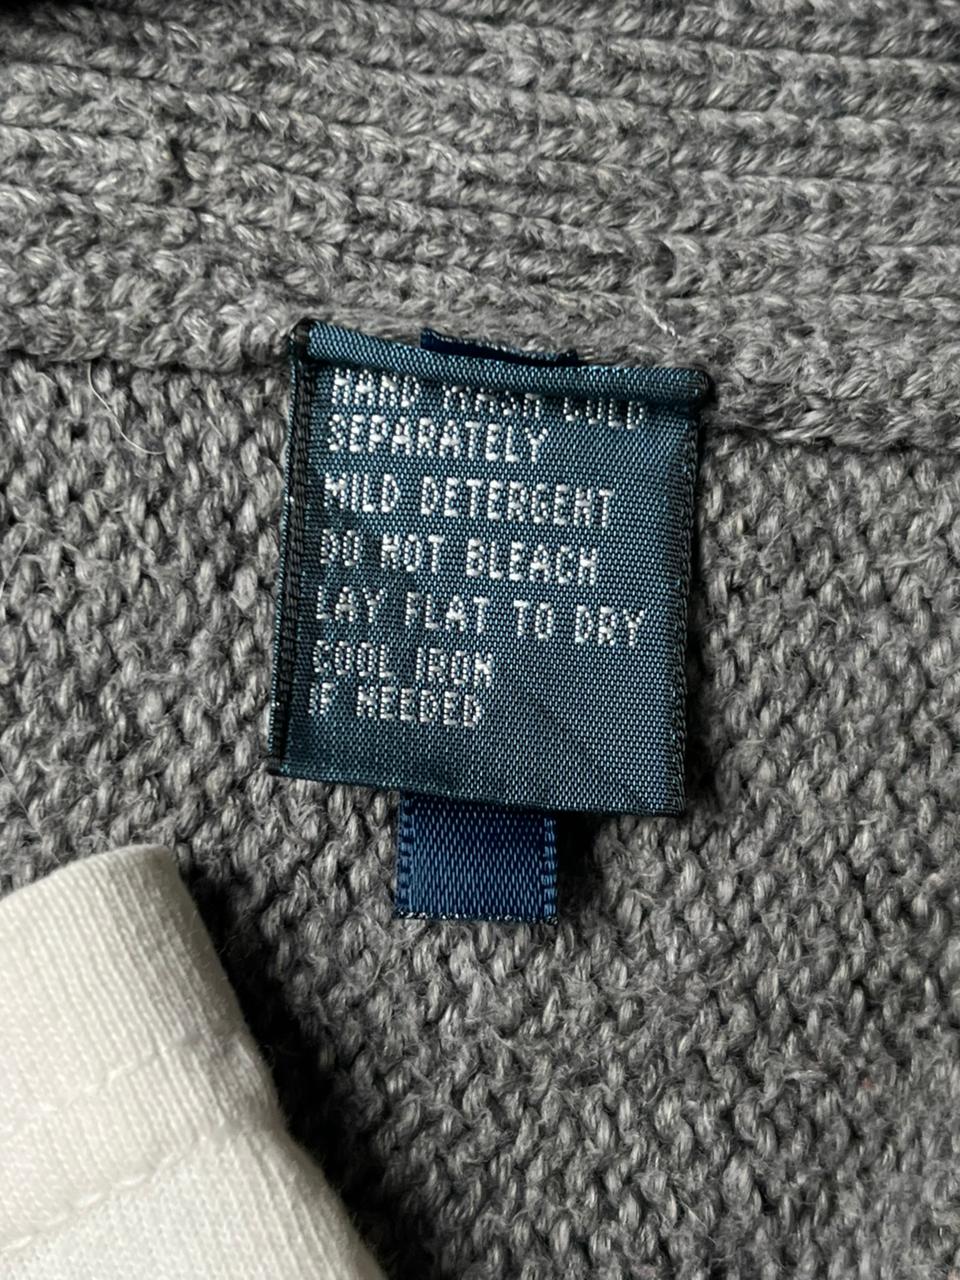 HAND WASH COLD
SEPARATELY
MILD DETERGENT
DO NOT BLEACH
LAY FLAT TO DRY
COOL IRON
IF NEEDED